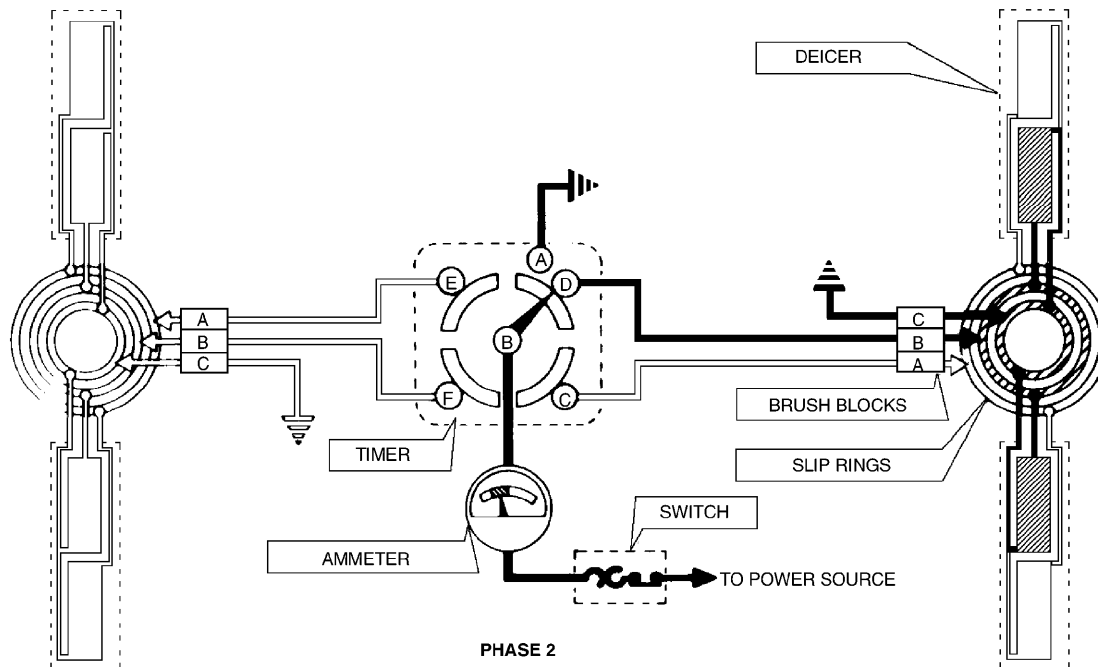 DEICER
A
E
D
B
F
C
A
B
C
C
B
A
BRUSH BLOCKS
TIMER
SLIP RINGS
SWITCH
AMMETER
TO POWER SOURCE
PHASE 2